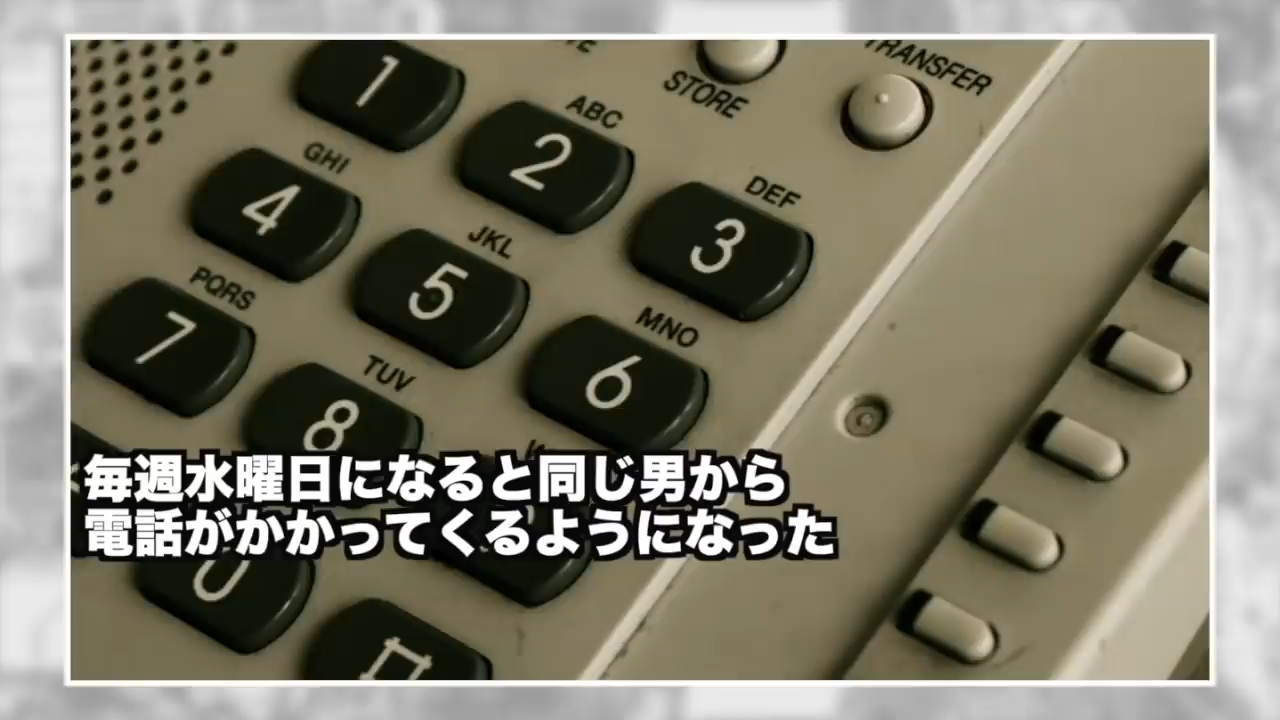 TRANSFER
STORE
1
ABC
2
DEF
3
GHI
4
JKL
5
MNO
6
PQRS
7
TUV
8
毎週水曜日になると同じ男から
電話がかかってくるようになった
0
#